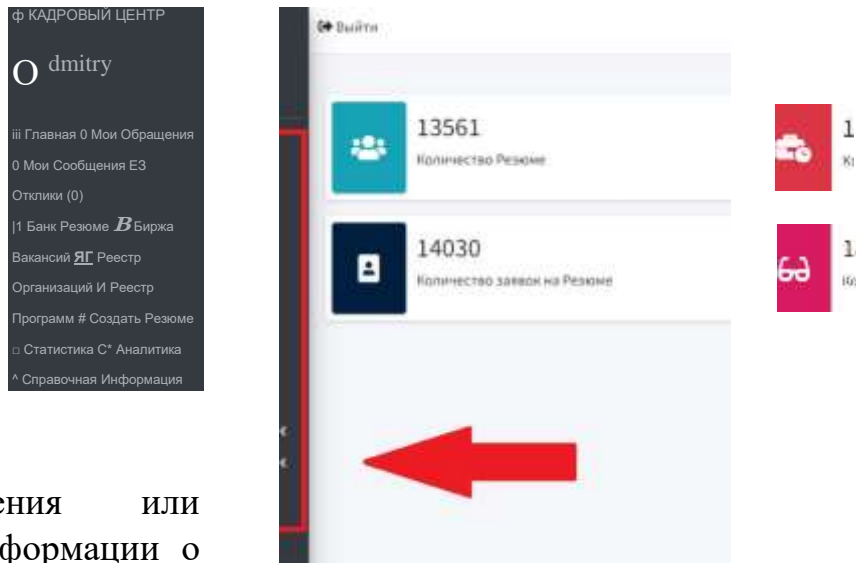 ф КАДРОВЫЙ ЦЕНТР
О dmitry
iii Главная 0 Мои Обращения
0 Мои Сообщения ЕЗ
Отклики (0)
|1 Банк Резюме В Биржа
Вакансий ЯГ Реестр
Организаций И Реестр
Программ # Создать Резюме
□ Статистика С* Аналитика
^ Справочная Информация
Выйти
13561
Количество Резюме
14030
Количество заявок на Резюме
ения или
формации о